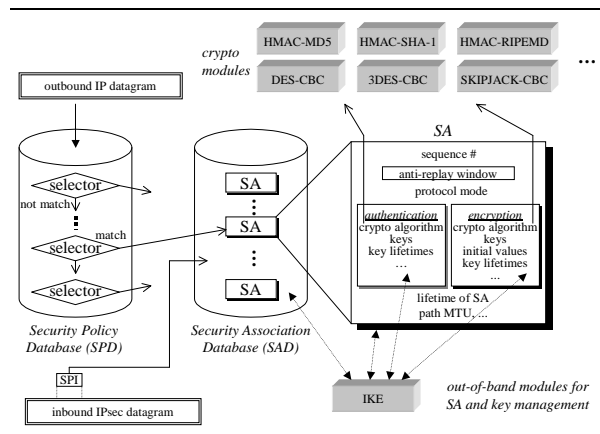 crypto
modules
HMAC-MD5
HMAC-SHA-1
HMAC-RIPEMD
DES-CBC
3DES-CBC
SKIPJACK-CBC
...
outbound IP datagram
selector
not match
selector
match
selector
Security Policy
Database (SPD)
SA
SA
SA
Security Association
Database (SAD)
SA
sequence #
anti-replay window
protocol mode
authentication
crypto algorithm
keys
key lifetimes
...
encryption
crypto algorithm
keys
initial values
key lifetimes
...
lifetime of SA
path MTU, ...
SPI
inbound IPsec datagram
IKE
out-of-band modules for
SA and key management